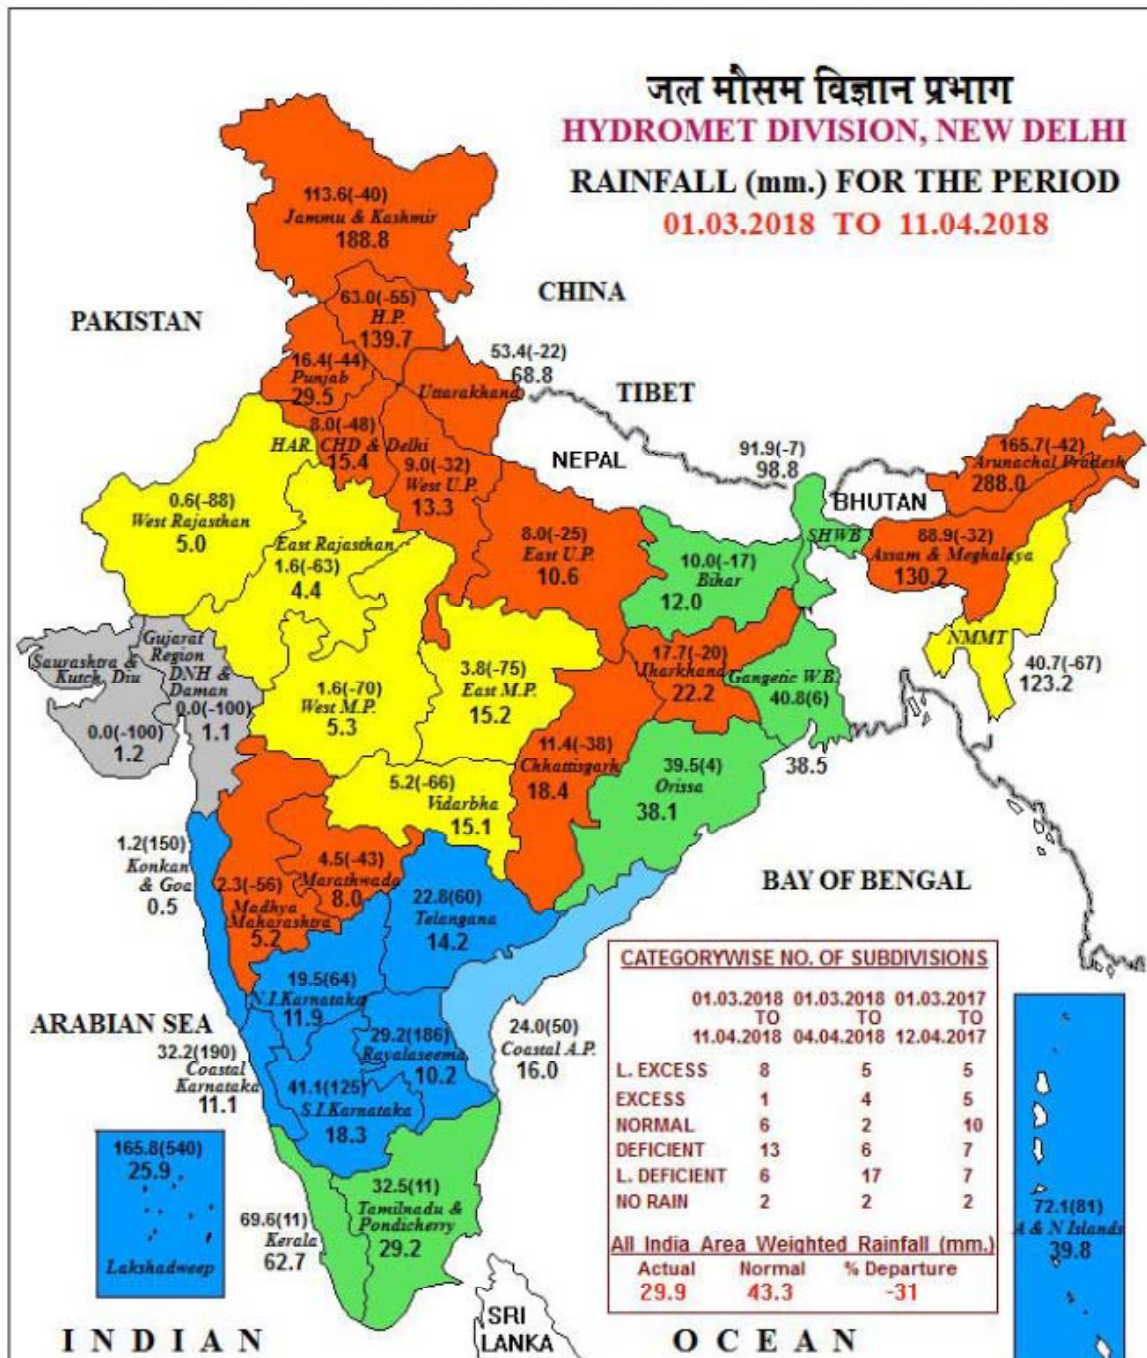 जल मौसम विज्ञान प्रभाग
HYDROMET DIVISION, NEW DELHI
RAINFALL (mm.) FOR THE PERIOD
01.03.2018 TO 11.04.2018
113.6(-40)
Jammu & Kashmir
188.8
CHINA
PAKISTAN
63.0(-55)
H.P.
139.7
16.4(-44)
Punjab
29.5
53.4(-22)
68.8
Uttarakhand
TIBET
8.0(-48)
HAR. CHD & Delhi
15.4
9.0(-32)
West U.P.
13.3
NEPAL
91.9(-7)
98.8
BHUTAN
SHWB
165.7(-42)
Arunachal Pradesh
288.0
0.6(-88)
West Rajasthan
5.0
East Rajasthan
1.6(-63)
4.4
8.0(-25)
East U.P.
10.6
10.0(-17)
Bihar
12.0
88.9(-32)
Assam & Meghalaya
130.2
NMMT
40.7(-67)
123.2
Saurashtra &
Kutch, Diu
0.0(-100)
1.2
Gujarat
Region
DNH &
Daman
0.0(-100)
1.1
1.6(-70)
West M.P.
5.3
3.8(-75)
East M.P.
15.2
17.7(-20)
Jharkhand
22.2
Gangetic W.B.
40.8(6)
38.5
11.4(-38)
Chhattisgarh
18.4
39.5(4)
Orissa
38.1
5.2(-66)
Vidarbha
15.1
1.2(150)
Konkan
& Goa
0.5
2.3(-56)
Madhya
Maharashtra
5.2
4.5(-43)
Marathwada
8.0
22.8(60)
Telangana
14.2
BAY OF BENGAL
19.5(64)
N.I.Karnataka
11.9
ARABIAN SEA
32.2(190)
Coastal
Karnataka
11.1
29.2(186)
Rayalaseema
10.2
24.0(50)
Coastal A.P.
16.0
41.1(125)
S.I.Karnataka
18.3
165.8(540)
25.9
Lakshadweep
69.6(11)
Kerala
62.7
32.5(11)
Tamilnadu &
Pondicherry
29.2
CATEGORYWISE NO. OF SUBDIVISIONS
01.03.2018 01.03.2018 01.03.2017
TO TO TO
11.04.2018 04.04.2018 12.04.2017
L. EXCESS 8 5 5
EXCESS 1 4 5
NORMAL 6 2 10
DEFICIENT 13 6 7
L. DEFICIENT 6 17 7
NO RAIN 2 2 2
All India Area Weighted Rainfall (mm.)
Actual Normal % Departure
29.9 43.3 -31
72.1(81)
A & N Islands
39.8
SRI
LANKA
INDIAN OCEAN